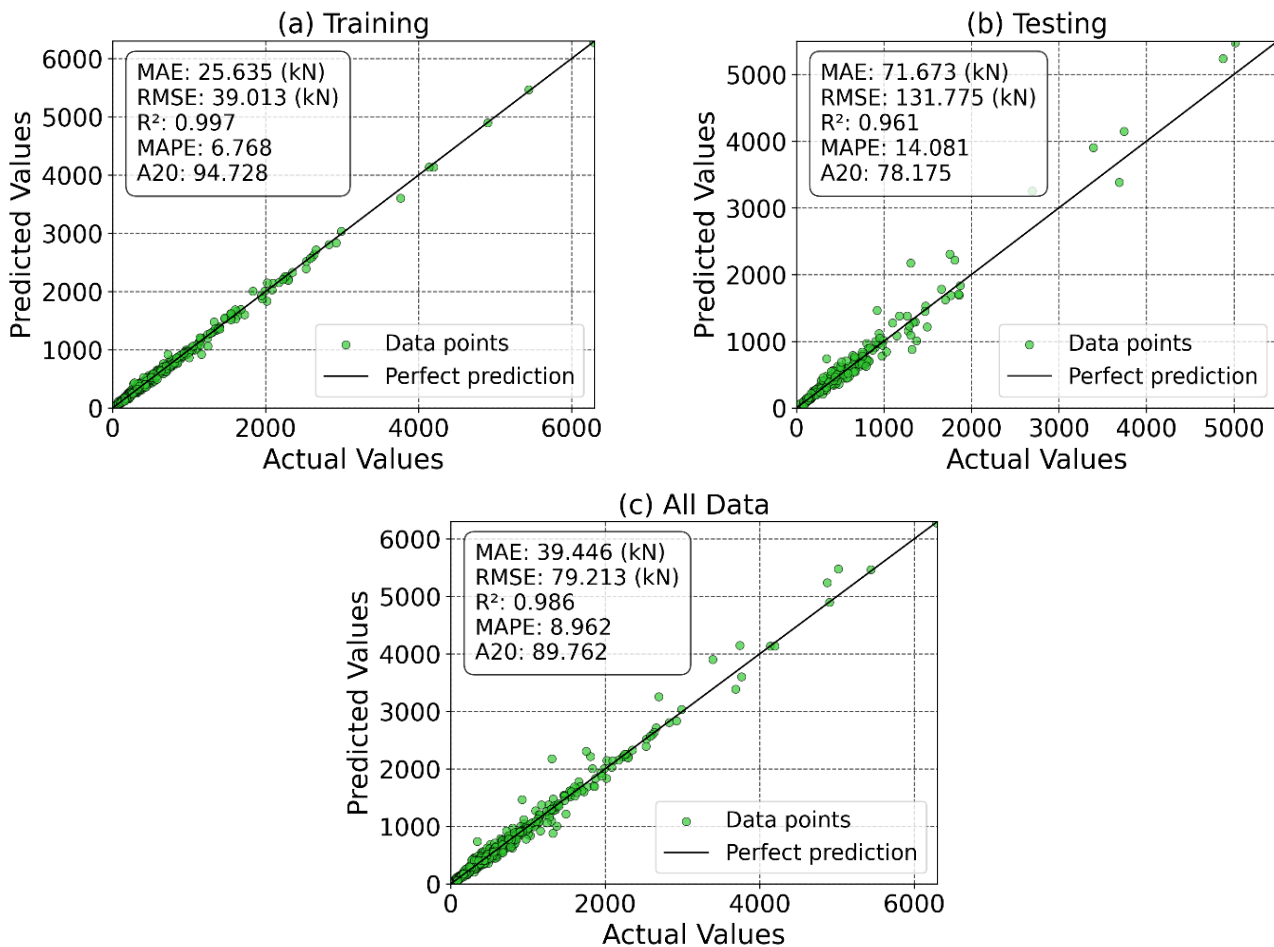 (a) Training
MAE: 25.635 (kN)
RMSE: 39.013 (kN)
R²: 0.997
MAPE: 6.768
A20: 94.728
Predicted Values
6000
5000
4000
3000
2000
1000
0
0 2000 4000 6000
Actual Values
Data points
Perfect prediction
(b) Testing
MAE: 71.673 (kN)
RMSE: 131.775 (kN)
R²: 0.961
MAPE: 14.081
A20: 78.175
Predicted Values
5000
4000
3000
2000
1000
0
0 1000 2000 3000 4000 5000
Actual Values
Data points
Perfect prediction
(c) All Data
MAE: 39.446 (kN)
RMSE: 79.213 (kN)
R²: 0.986
MAPE: 8.962
A20: 89.762
Predicted Values
6000
5000
4000
3000
2000
1000
0
0 2000 4000 6000
Actual Values
Data points
Perfect prediction